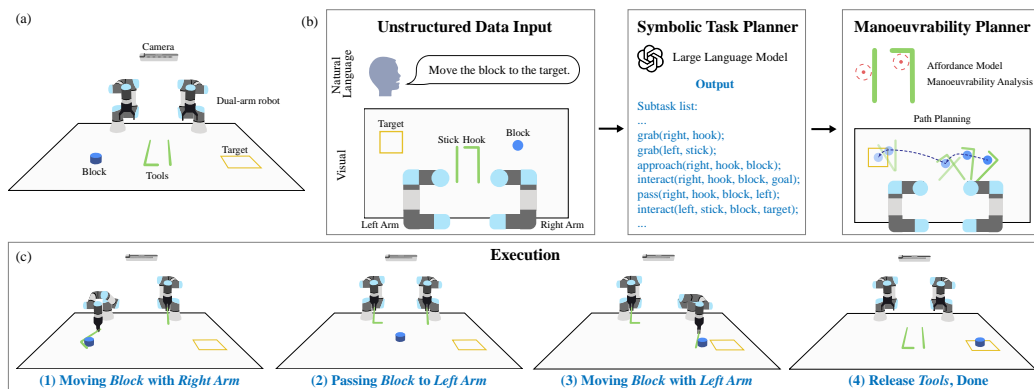 (a)
Camera
Dual-arm robot
Block
Tools
Target
(b)
Unstructured Data Input
Natural
Language
Move the block to the target.
Visual
Target
Stick Hook
Block
Left Arm
Right Arm
Symbolic Task Planner
Large Language Model
Output
Subtask list:
...
grab(right, hook);
grab(left, stick);
approach(right, hook, block);
interact(right, hook, block, goal);
pass(right, hook, block, left);
interact(left, stick, block, target);
...
Manoeuvrability Planner
Affordance Model
Manoeuvrability Analysis
Path Planning
(c)
Execution
(1) Moving Block with Right Arm
(2) Passing Block to Left Arm
(3) Moving Block with Left Arm
(4) Release Tools, Done